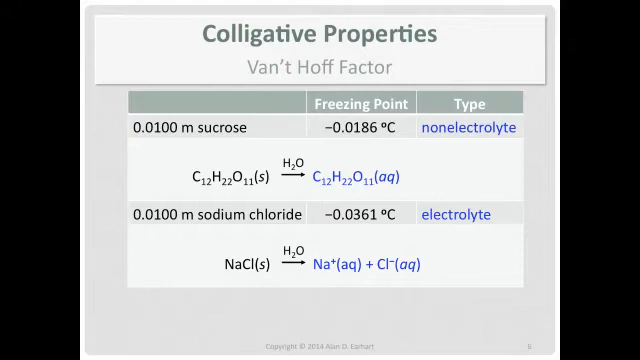 Colligative Properties
Van't Hoff Factor
Freezing Point Type
0.0100 m sucrose −0.0186 ºC nonelectrolyte
H₂O
C₁₂H₂₂O₁₁(s) → C₁₂H₂₂O₁₁(aq)
0.0100 m sodium chloride −0.0361 ºC electrolyte
H₂O
NaCl(s) → Na⁺(aq) + Cl⁻(aq)
Copyright © 2014 Alan D. Earhart 6